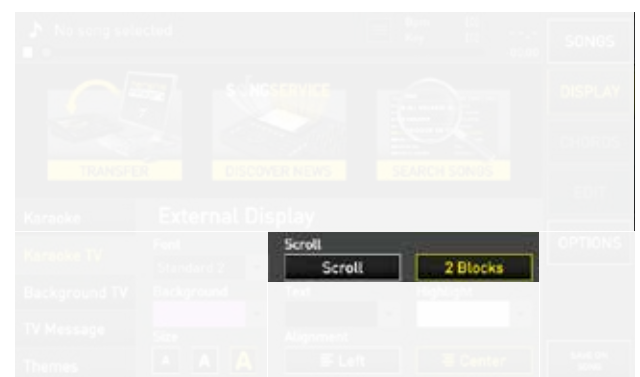 No song selected
SONGS
DISPLAY
SONGSERVICE
TRANSFER
DISCOVER NEWS
SEARCH SONGS
EDIT
Karaoke
External Display
Karaoke TV
Font
Scroll
OPTIONS
Standard 2
Scroll
2 Blocks
Background TV
Background
Text
Highlight
TV Message
Size
Alignment
Themes
A A A
Left
Center